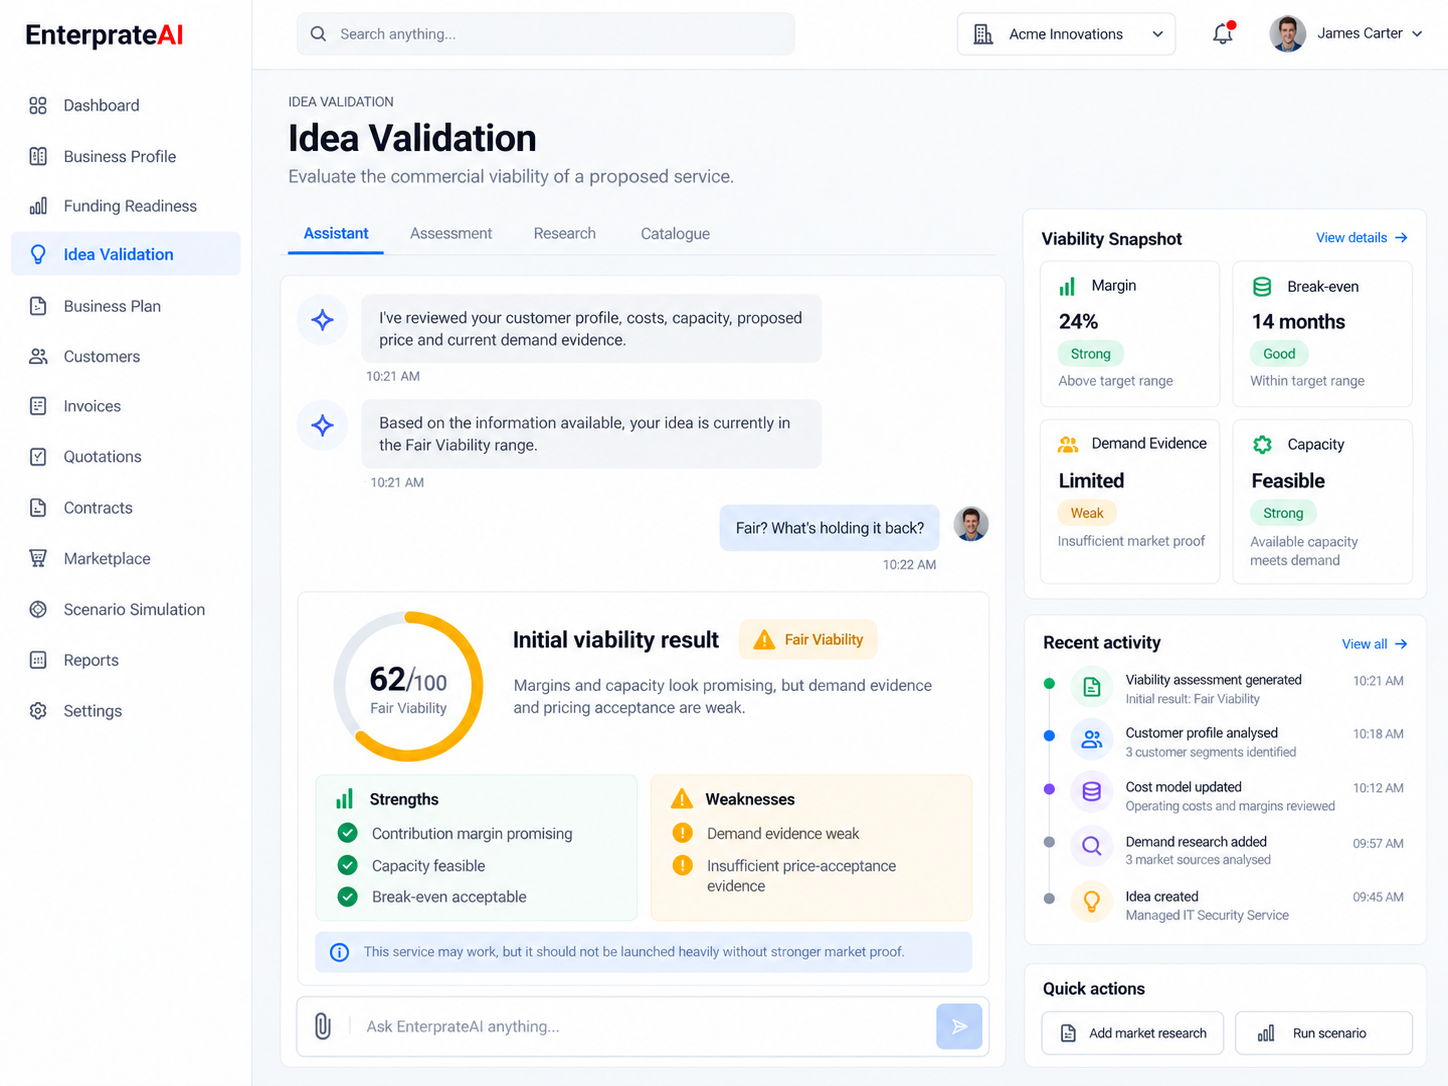 EnterprateAI
Search anything...
Acme Innovations
James Carter
Dashboard
Business Profile
Funding Readiness
Idea Validation
Business Plan
Customers
Invoices
Quotations
Contracts
Marketplace
Scenario Simulation
Reports
Settings
IDEA VALIDATION
Idea Validation
Evaluate the commercial viability of a proposed service.
Assistant
Assessment
Research
Catalogue
I've reviewed your customer profile, costs, capacity, proposed
price and current demand evidence.
10:21 AM
Based on the information available, your idea is currently in
the Fair Viability range.
10:21 AM
Fair? What's holding it back?
10:22 AM
62/100
Fair Viability
Initial viability result
Fair Viability
Margins and capacity look promising, but demand evidence
and pricing acceptance are weak.
Strengths
Contribution margin promising
Capacity feasible
Break-even acceptable
Weaknesses
Demand evidence weak
Insufficient price-acceptance
evidence
This service may work, but it should not be launched heavily without stronger market proof.
Ask EnterprateAI anything...
Viability Snapshot
View details
Margin
24%
Strong
Above target range
Break-even
14 months
Good
Within target range
Demand Evidence
Limited
Weak
Insufficient market proof
Capacity
Feasible
Strong
Available capacity
meets demand
Recent activity
View all
Viability assessment generated
10:21 AM
Initial result: Fair Viability
Customer profile analysed
10:18 AM
3 customer segments identified
Cost model updated
10:12 AM
Operating costs and margins reviewed
Demand research added
09:57 AM
3 market sources analysed
Idea created
09:45 AM
Managed IT Security Service
Quick actions
Add market research
Run scenario